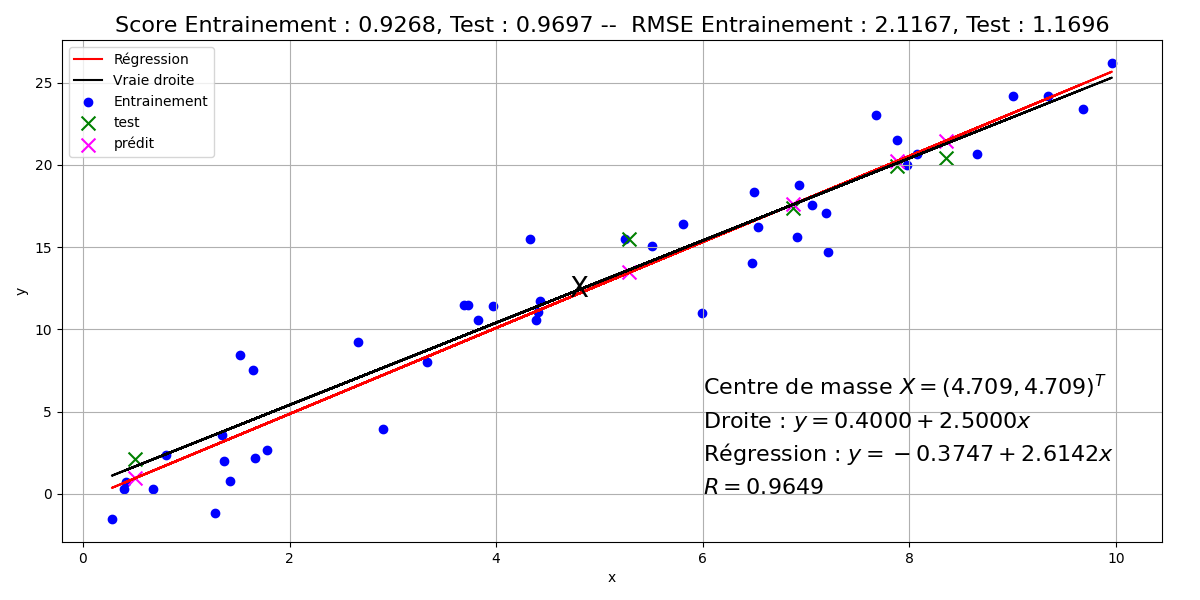 Score Entrainement : 0.9268, Test : 0.9697 --  RMSE Entrainement : 2.1167, Test : 1.1696
Régression
Vraie droite
Entrainement
test
prédit
25
20
15
10
5
0
y
X
Centre de masse X = (4.709, 4.709)^T
Droite : y = 0.4000 + 2.5000x
Régression : y = −0.3747 + 2.6142x
R = 0.9649
0 2 4 6 8 10
x